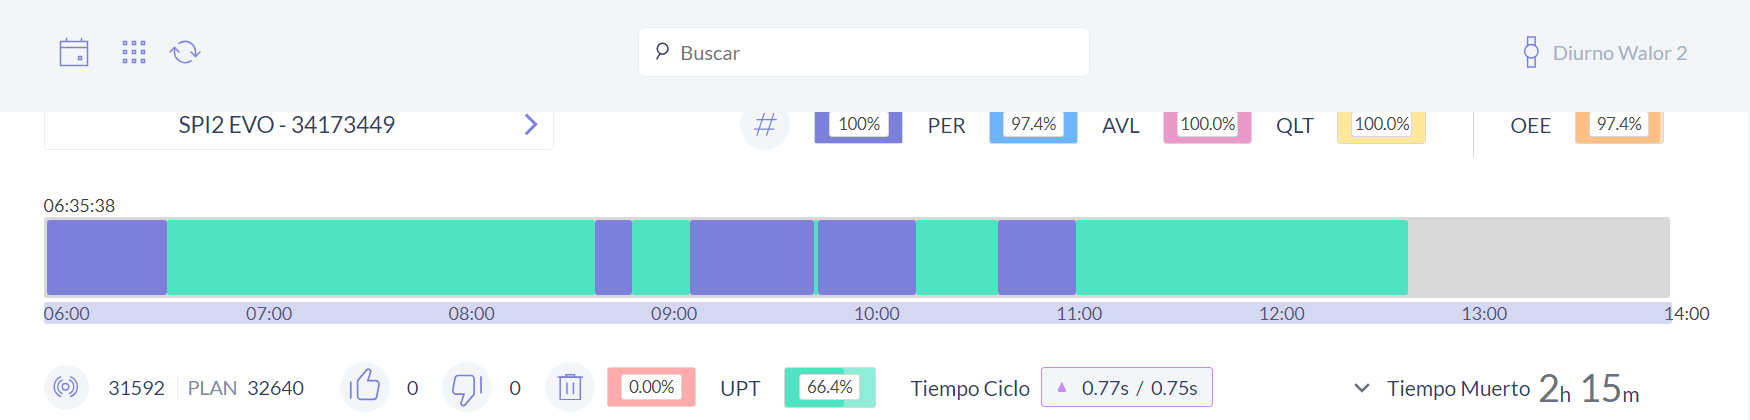 Buscar
Diurno Walor 2
SPI2 EVO - 34173449
# 100% PER 97.4% AVL 100.0% QLT 100.0% OEE 97.4%
06:35:38
06:00 07:00 08:00 09:00 10:00 11:00 12:00 13:00 14:00
31592 PLAN 32640 0 0 0.00% UPT 66.4% Tiempo Ciclo 0.77s / 0.75s Tiempo Muerto 2h 15m